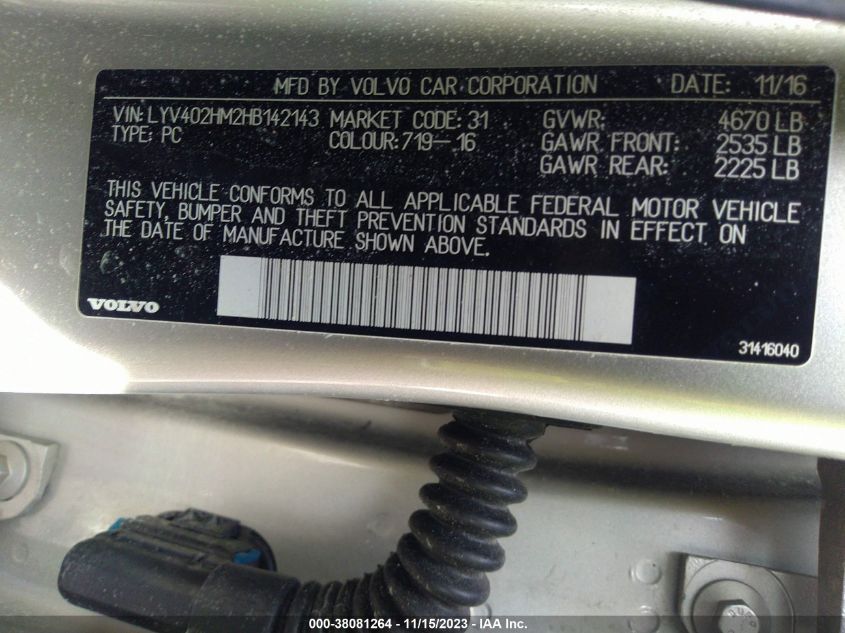 MFD BY VOLVO CAR CORPORATION DATE: 11/16
VIN: LYV402HM2HB142143 MARKET CODE: 31 GVWR: 4670 LB
TYPE: PC COLOUR: 719-- 16 GAWR FRONT: 2535 LB
GAWR REAR: 2225 LB
THIS VEHICLE CONFORMS TO ALL APPLICABLE FEDERAL MOTOR VEHICLE
SAFETY, BUMPER AND THEFT PREVENTION STANDARDS IN EFFECT ON
THE DATE OF MANUFACTURE SHOWN ABOVE.
VOLVO
31416040
000-38081264 - 11/15/2023 - IAA Inc.